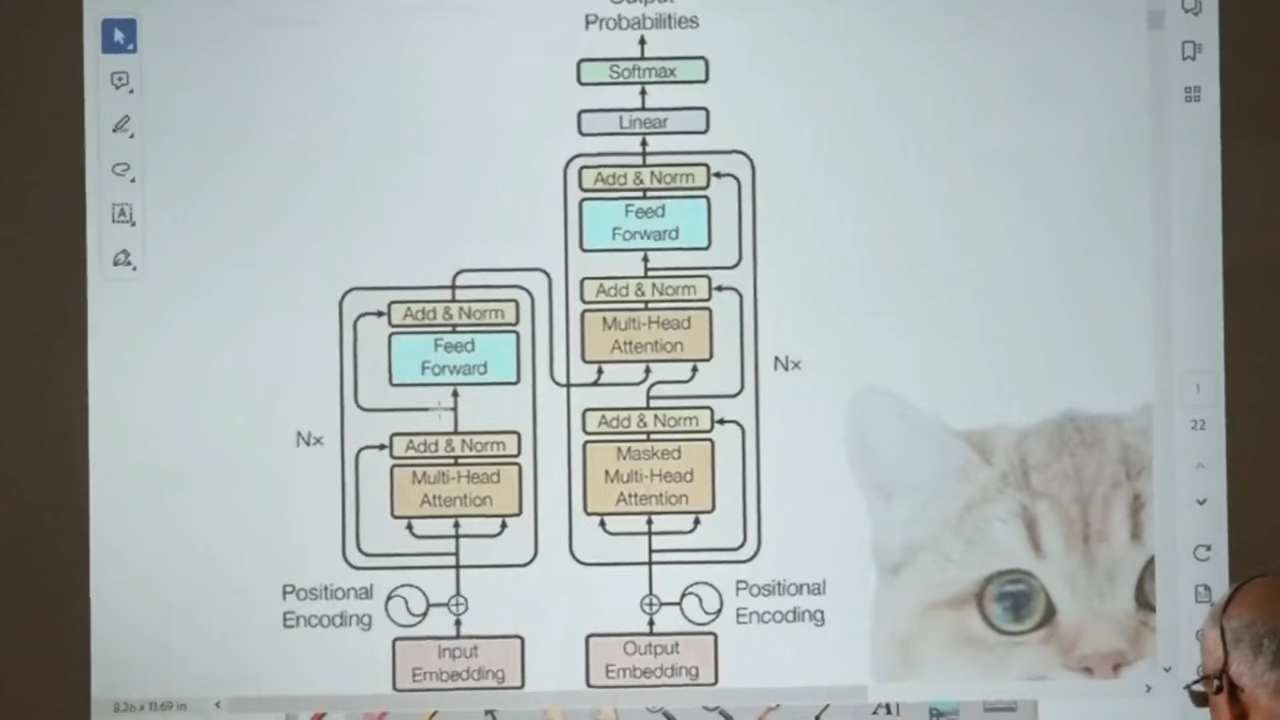 Output
Probabilities
Softmax
Linear
Add & Norm
Feed
Forward
Add & Norm
Multi-Head
Attention
Add & Norm
Masked
Multi-Head
Attention
Nx
Add & Norm
Feed
Forward
Add & Norm
Multi-Head
Attention
Nx
Positional
Encoding
Positional
Encoding
Input
Embedding
Output
Embedding
1
22
8.26 x 11.69 in